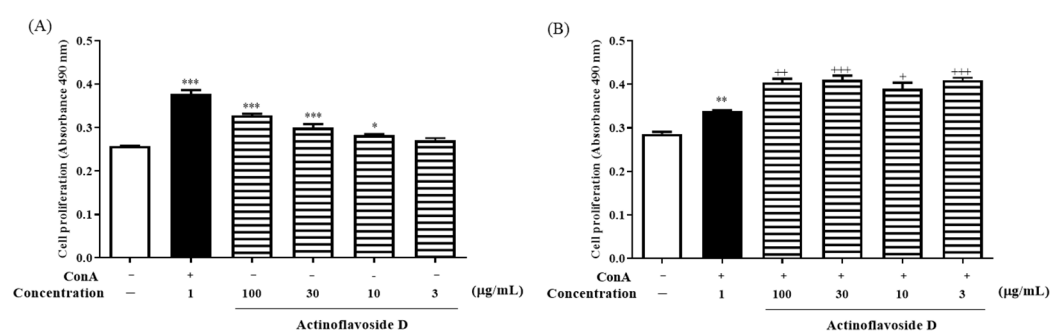 (A)
Cell proliferation (Absorbance 490 nm)
0.5
0.4
0.3
0.2
0.1
0.0
*** *** *** *
ConA − + − − − −
Concentration — 1 100 30 10 3 (μg/mL)
Actinoflavoside D
(B)
Cell proliferation (Absorbance 490 nm)
0.5
0.4
0.3
0.2
0.1
0.0
** ++ +++ + +++
ConA − + + + + +
Concentration — 1 100 30 10 3 (μg/mL)
Actinoflavoside D